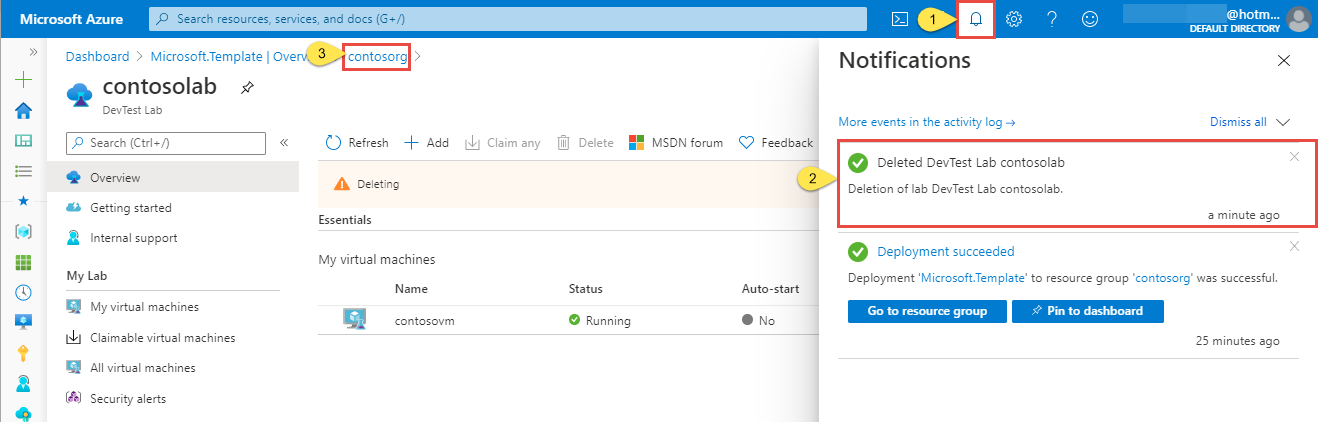 Microsoft Azure
Search resources, services, and docs (G+/)
1
@hotm...
DEFAULT DIRECTORY
Dashboard > Microsoft.Template | Overv
3
contosorg >
contosolab
DevTest Lab
Search (Ctrl+/)
Overview
Getting started
Internal support
My Lab
My virtual machines
Claimable virtual machines
All virtual machines
Security alerts
Refresh
Add
Claim any
Delete
MSDN forum
Feedback
Deleting
Essentials
My virtual machines
Name Status Auto-start
contosovm Running No
Notifications
More events in the activity log →
Dismiss all
2
Deleted DevTest Lab contosolab
Deletion of lab DevTest Lab contosolab.
a minute ago
Deployment succeeded
Deployment 'Microsoft.Template' to resource group 'contosorg' was successful.
Go to resource group
Pin to dashboard
25 minutes ago